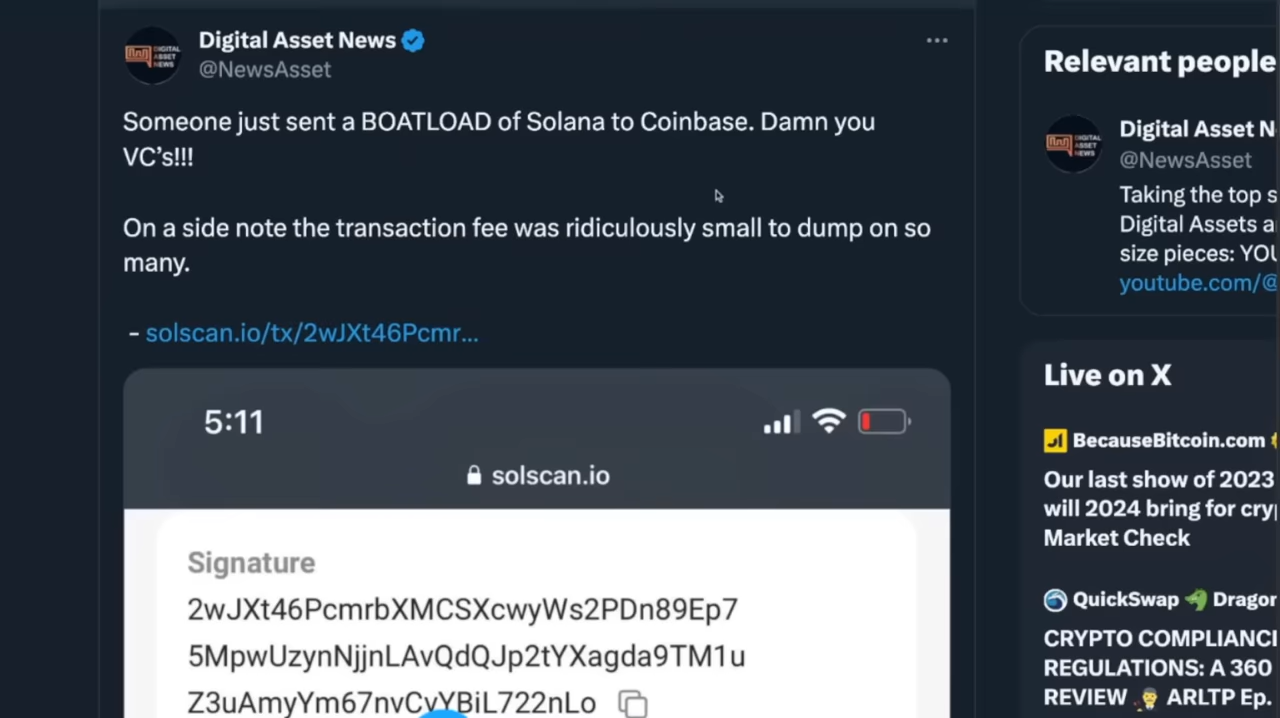 Digital Asset News
@NewsAsset
Someone just sent a BOATLOAD of Solana to Coinbase. Damn you
VC's!!!
On a side note the transaction fee was ridiculously small to dump on so
many.
- solscan.io/tx/2wJXt46Pcmr...
5:11
solscan.io
Signature
2wJXt46PcmrbXMCSXcwyWs2PDn89Ep7
5MpwUzynNjjnLAvQdQJp2tYXagda9TM1u
Z3uAmyYm67nvCvYBiL722nLo
Relevant people
Digital Asset N
@NewsAsset
Taking the top s
Digital Assets a
size pieces: YOU
youtube.com/@
Live on X
BecauseBitcoin.com
Our last show of 2023
will 2024 bring for cryp
Market Check
QuickSwap Dragon
CRYPTO COMPLIANCE
REGULATIONS: A 360
REVIEW ARLTP Ep.